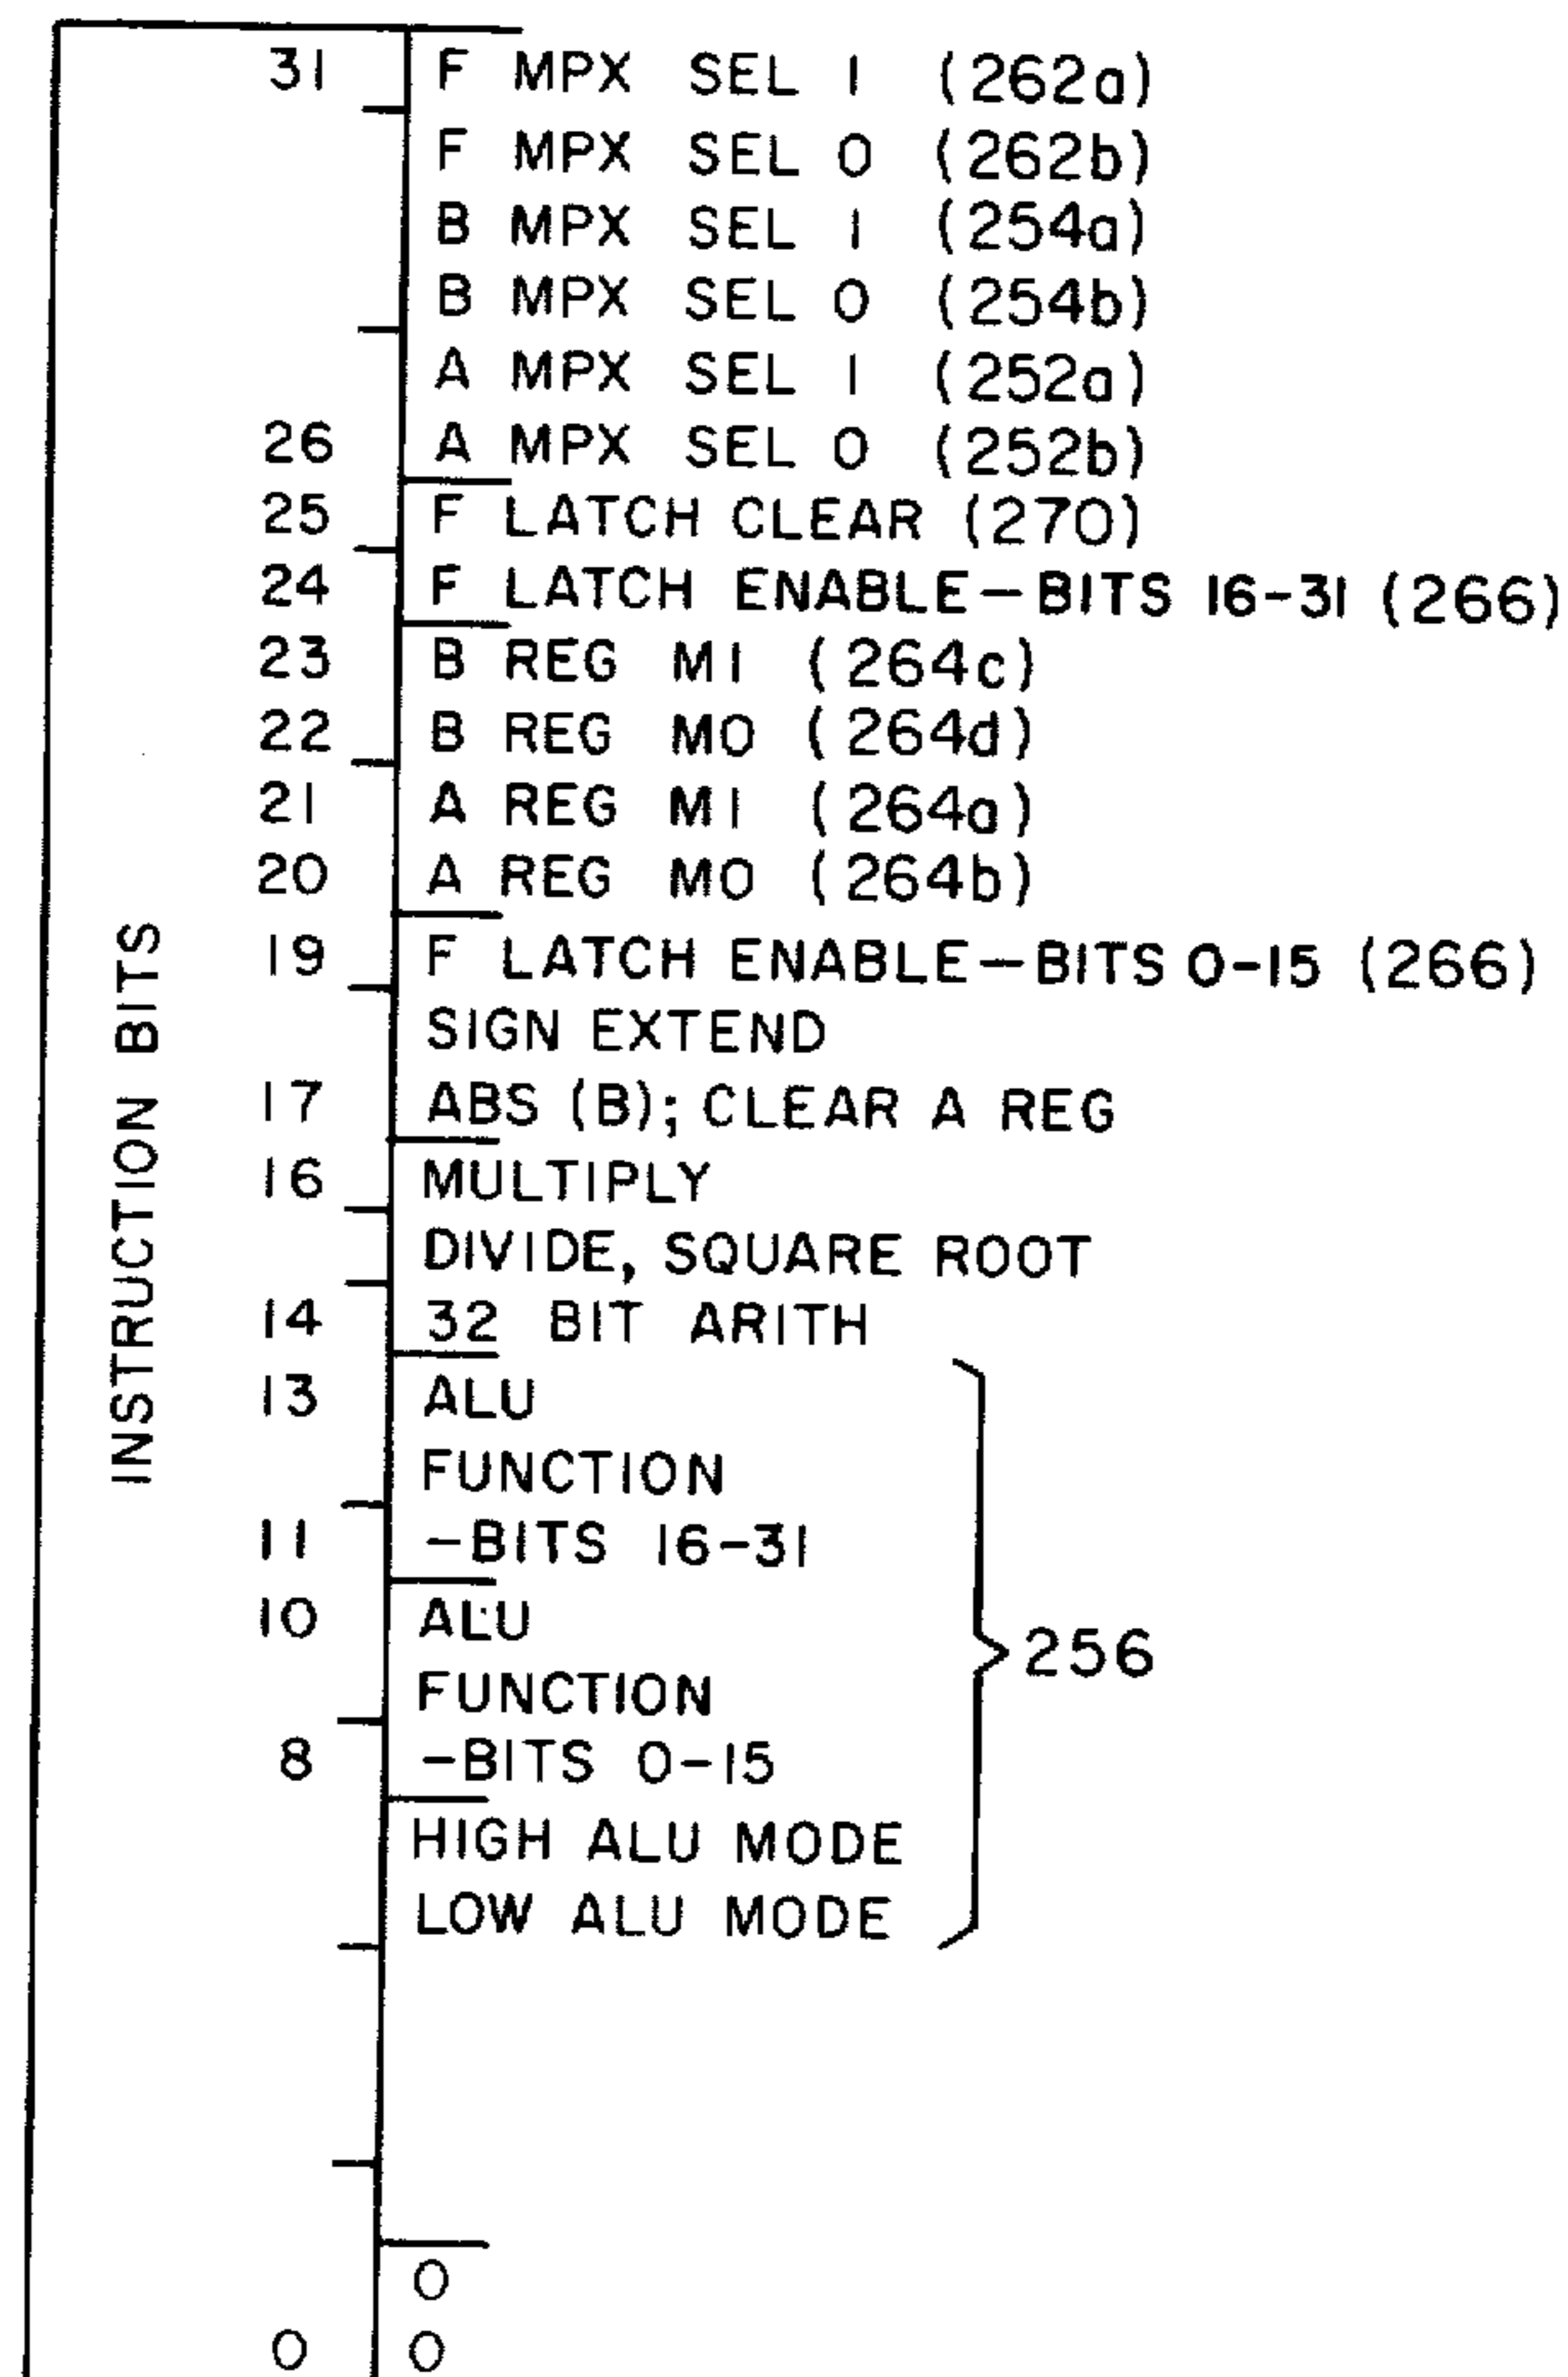 INSTRUCTION BITS
31 F MPX SEL 1 (262a)
F MPX SEL 0 (262b)
B MPX SEL 1 (254a)
B MPX SEL 0 (254b)
A MPX SEL 1 (252a)
26 A MPX SEL 0 (252b)
25 F LATCH CLEAR (270)
24 F LATCH ENABLE-BITS 16-31 (266)
23 B REG M1 (264c)
22 B REG M0 (264d)
21 A REG M1 (264a)
20 A REG M0 (264b)
19 F LATCH ENABLE-BITS 0-15 (266)
SIGN EXTEND
17 ABS (B); CLEAR A REG
16 MULTIPLY
DIVIDE, SQUARE ROOT
14 32 BIT ARITH
13 ALU
FUNCTION
11 -BITS 16-31
10 ALU
FUNCTION
256
8 -BITS 0-15
HIGH ALU MODE
LOW ALU MODE
0
0 0